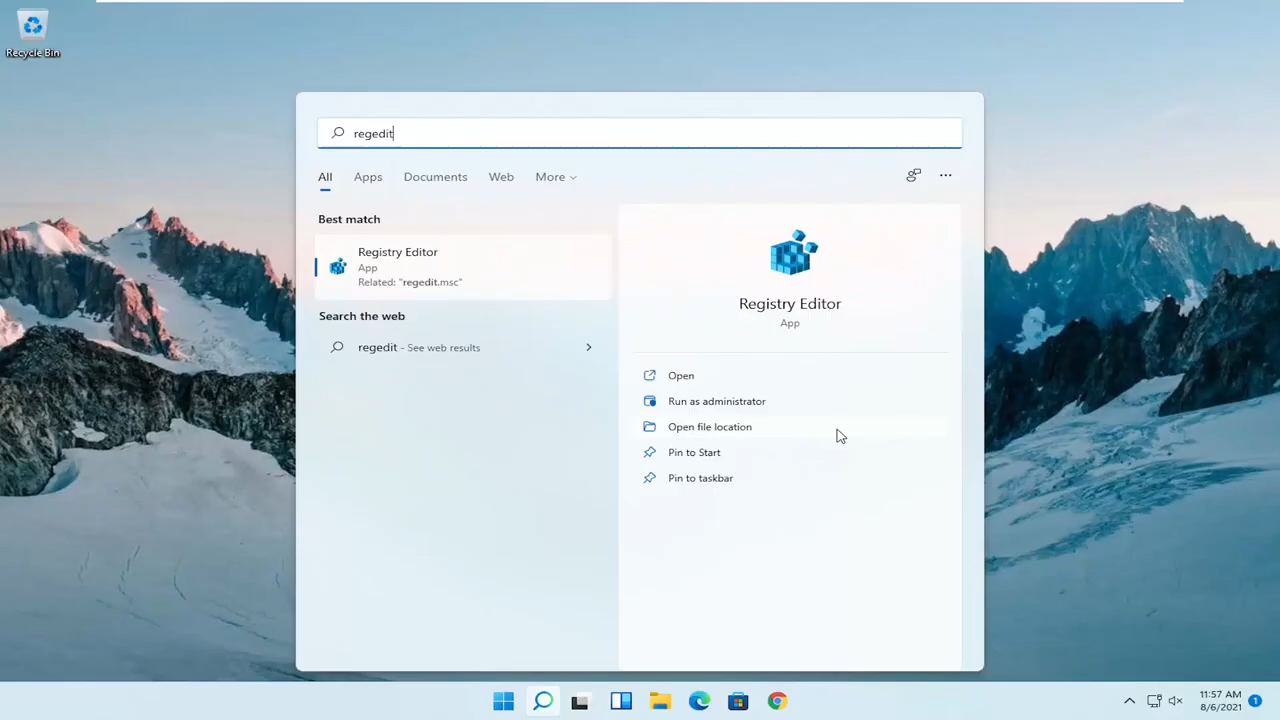 Recycle Bin
regedit
All Apps Documents Web More
Best match
Registry Editor
App
Related: "regedit.msc"
Search the web
regedit - See web results
Registry Editor
App
Open
Run as administrator
Open file location
Pin to Start
Pin to taskbar
11:57 AM
8/6/2021
1